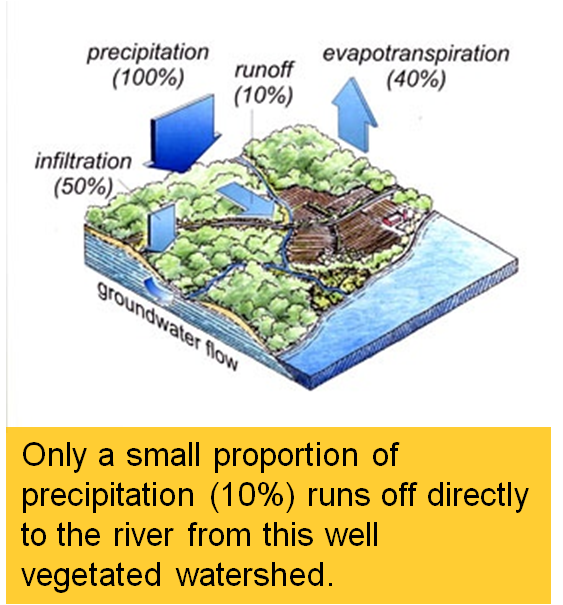 precipitation
(100%)
runoff
(10%)
evapotranspiration
(40%)
infiltration
(50%)
groundwater flow
Only a small proportion of
precipitation (10%) runs off directly
to the river from this well
vegetated watershed.